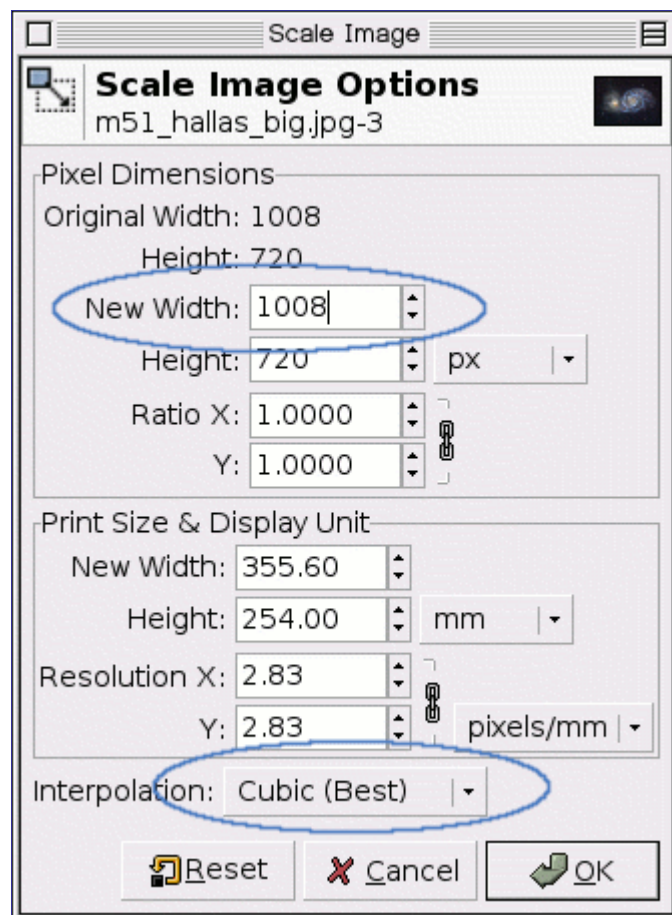 Scale Image
Scale Image Options
m51_hallas_big.jpg-3
Pixel Dimensions
Original Width: 1008
Height: 720
New Width: 1008
Height: 720 px
Ratio X: 1.0000
Y: 1.0000
Print Size & Display Unit
New Width: 355.60
Height: 254.00 mm
Resolution X: 2.83
Y: 2.83 pixels/mm
Interpolation: Cubic (Best)
Reset Cancel OK